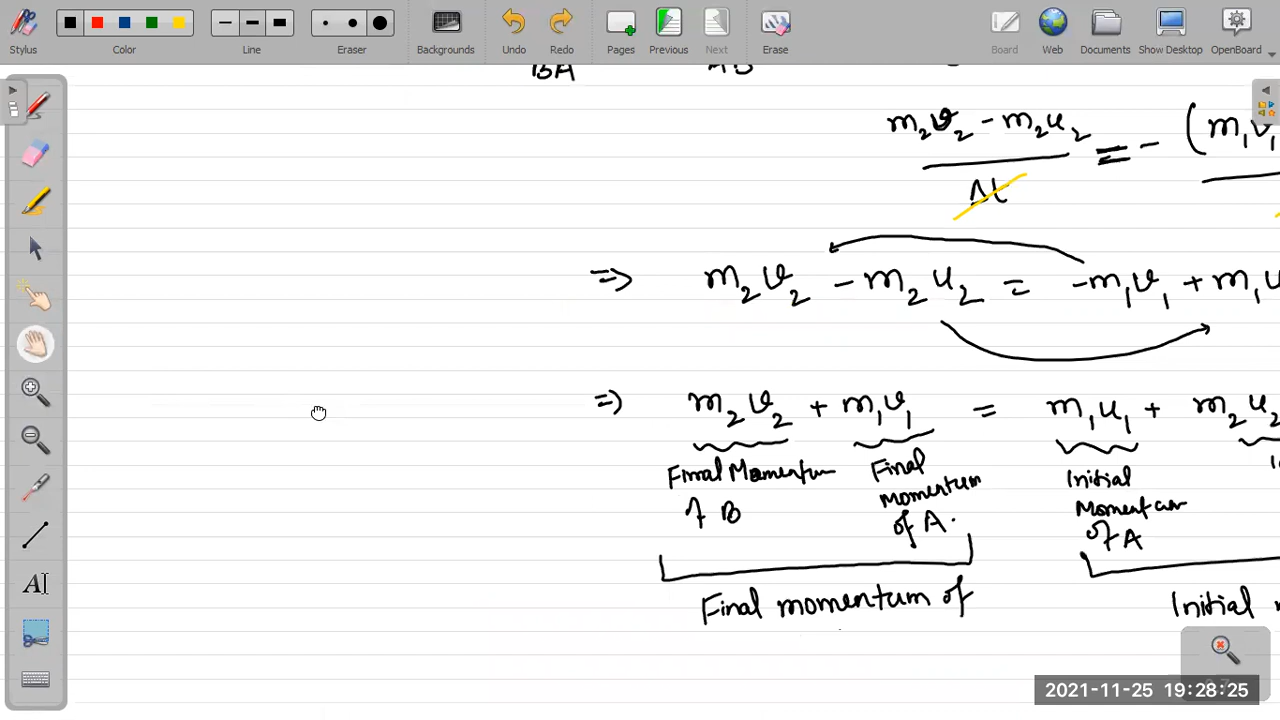 Stylus Color Line Eraser Backgrounds Undo Redo Pages Previous Next Erase Board Web Documents Show Desktop OpenBoard
m₂v₂ - m₂u₂ = - (m₁v₁
Δt
=> m₂v₂ - m₂u₂ = -m₁v₁ + m₁u
=> m₂v₂ + m₁v₁ = m₁u₁ + m₂u₂
Final Momentum Final Initial
of B momentum Momentum
of A. of A
Final momentum of Initial
2021-11-25 19:28:25